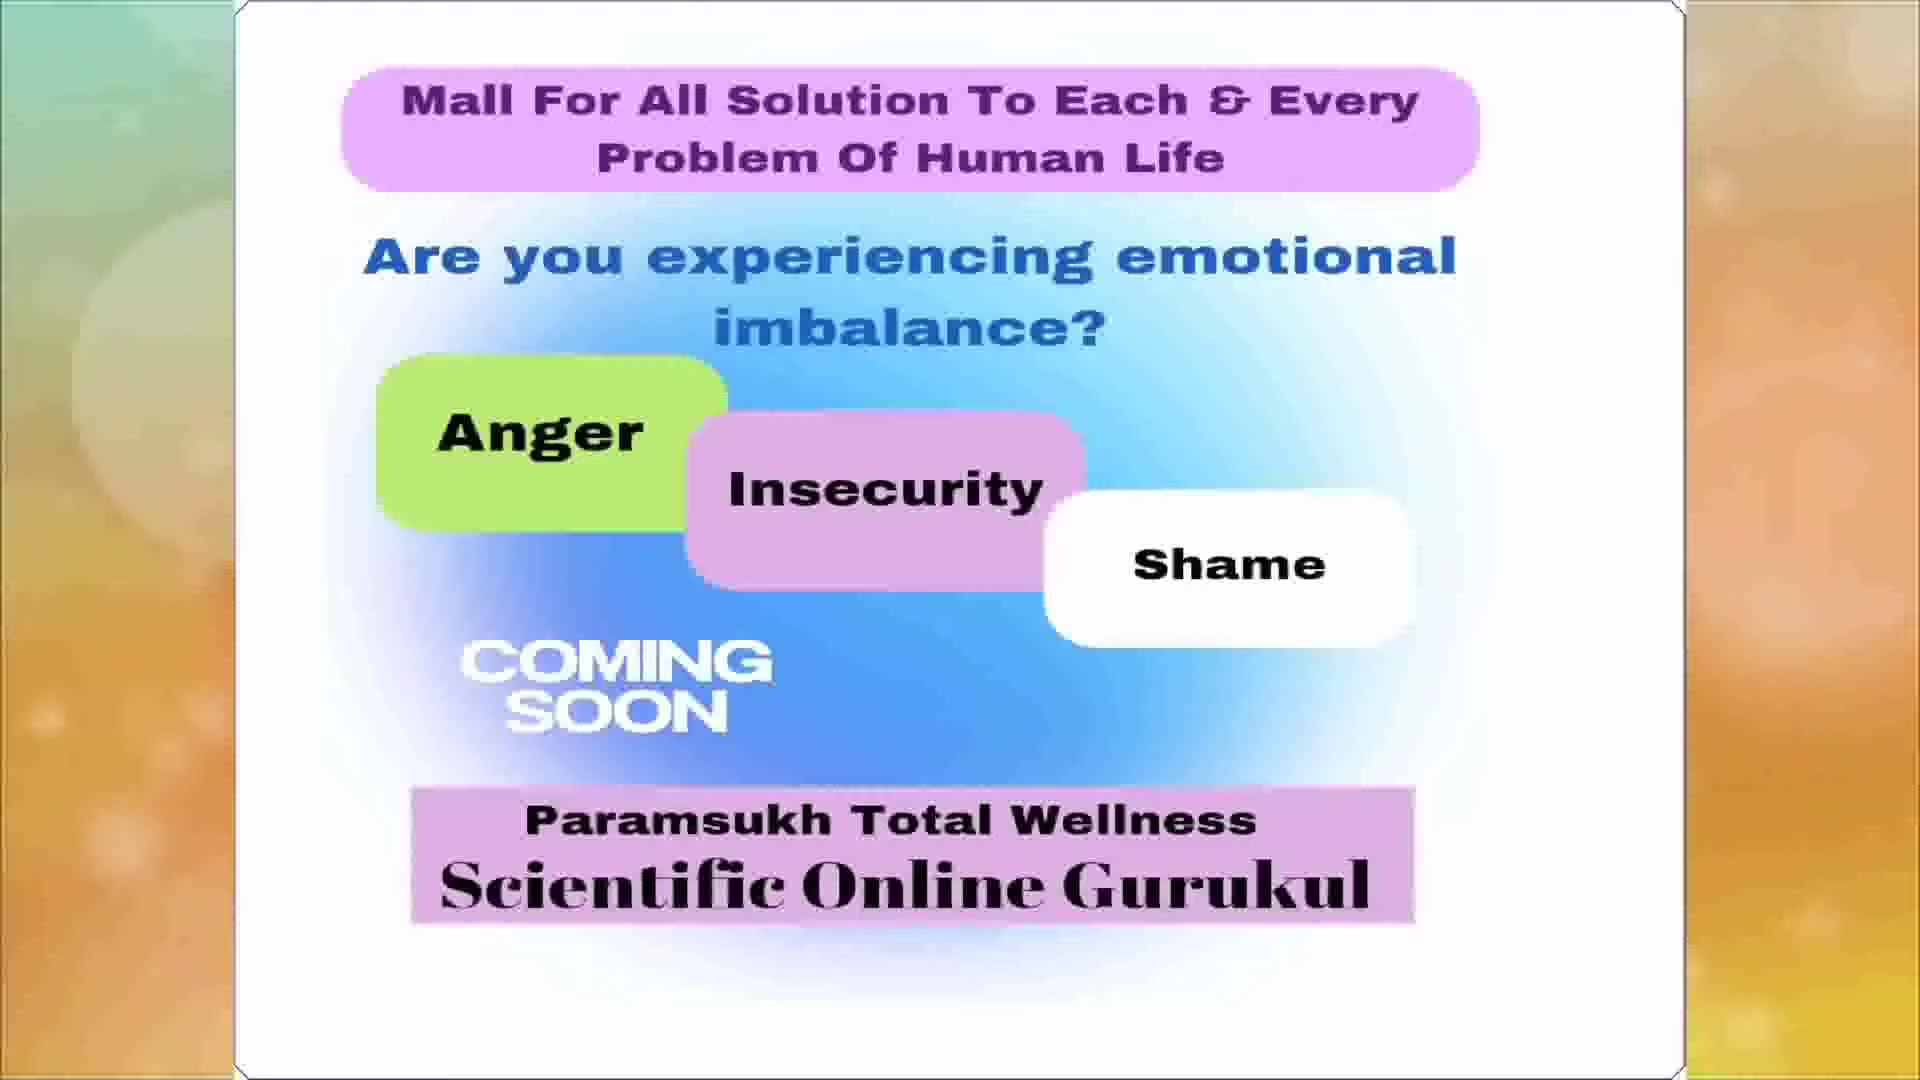 Mall For All Solution To Each & Every
Problem Of Human Life
Are you experiencing emotional
imbalance?
Anger
Insecurity
Shame
COMING
SOON
Paramsukh Total Wellness
Scientific Online Gurukul